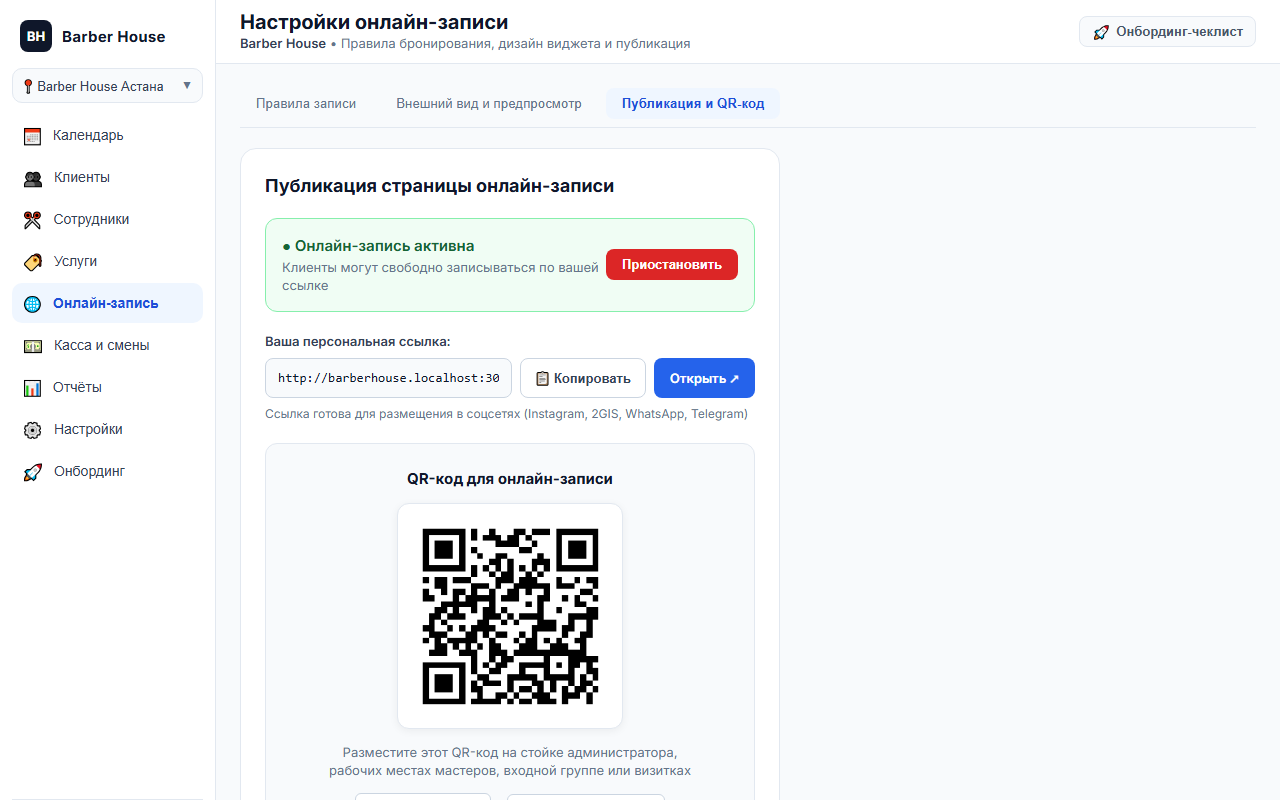 BH Barber House
Barber House Астана
Календарь
Клиенты
Сотрудники
Услуги
Онлайн-запись
Касса и смены
Отчёты
Настройки
Онбординг
Настройки онлайн-записи
Barber House • Правила бронирования, дизайн виджета и публикация
Онбординг-чеклист
Правила записи
Внешний вид и предпросмотр
Публикация и QR-код
Публикация страницы онлайн-записи
● Онлайн-запись активна
Клиенты могут свободно записываться по вашей
ссылке
Приостановить
Ваша персональная ссылка:
http://barberhouse.localhost:30
Копировать
Открыть ↗
Ссылка готова для размещения в соцсетях (Instagram, 2GIS, WhatsApp, Telegram)
QR-код для онлайн-записи
Разместите этот QR-код на стойке администратора,
рабочих местах мастеров, входной группе или визитках